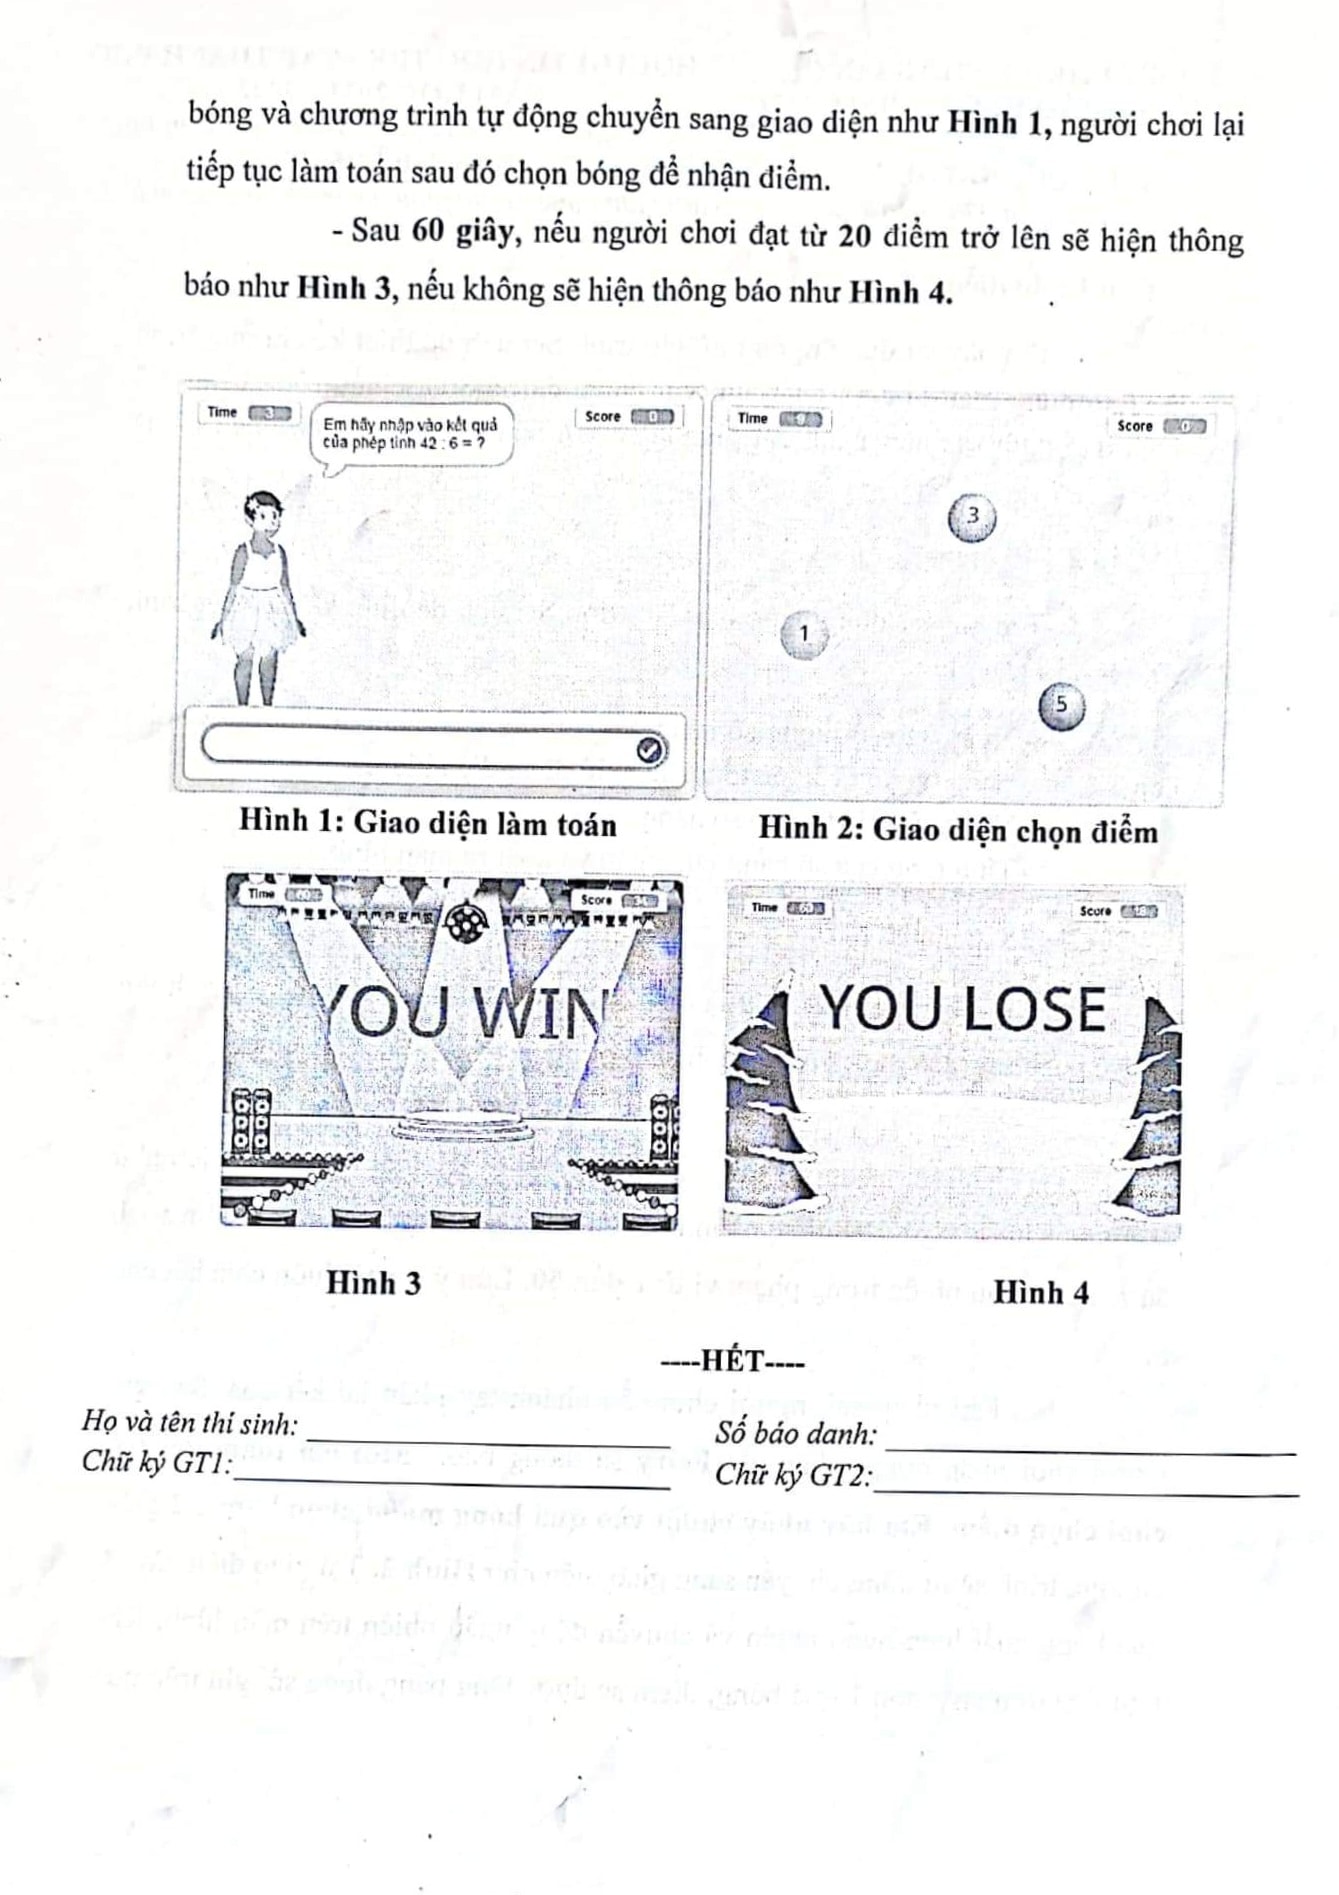 bóng và chương trình tự động chuyển sang giao diện như Hình 1, người chơi lại
tiếp tục làm toán sau đó chọn bóng để nhận điểm.
- Sau 60 giây, nếu người chơi đạt từ 20 điểm trở lên sẽ hiện thông
báo như Hình 3, nếu không sẽ hiện thông báo như Hình 4.
Time 3
Em hãy nhập vào kết quả
của phép tính 42 : 6 = ?
Score 0
Time
Score 0
3
1
5
Hình 1: Giao diện làm toán
Hình 2: Giao diện chọn điểm
Time 60
Score
YOU WIN
Time 60
Score 18
YOU LOSE
Hình 3
Hình 4
----HẾT----
Họ và tên thí sinh:
Số báo danh:
Chữ ký GT1:
Chữ ký GT2: